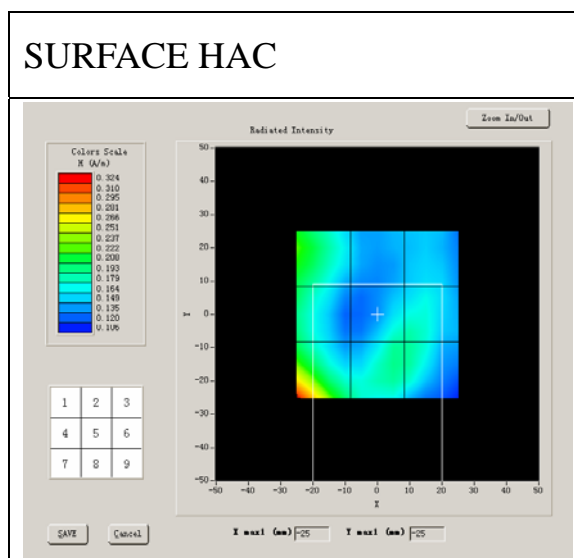 SURFACE HAC
Zoom In/Out
Radiated Intensity
Colors Scale
H (A/m)
0.324
0.310
0.295
0.281
0.266
0.251
0.237
0.222
0.208
0.193
0.179
0.164
0.149
0.135
0.120
0.106
50
40
30
20
10
0
-10
-20
-30
-40
-50
Y
-50 -40 -30 -20 -10 0 10 20 30 40 50
X
1 2 3
4 5 6
7 8 9
SAVE Cancel
X max1 (mm) -25 Y max1 (mm) -25